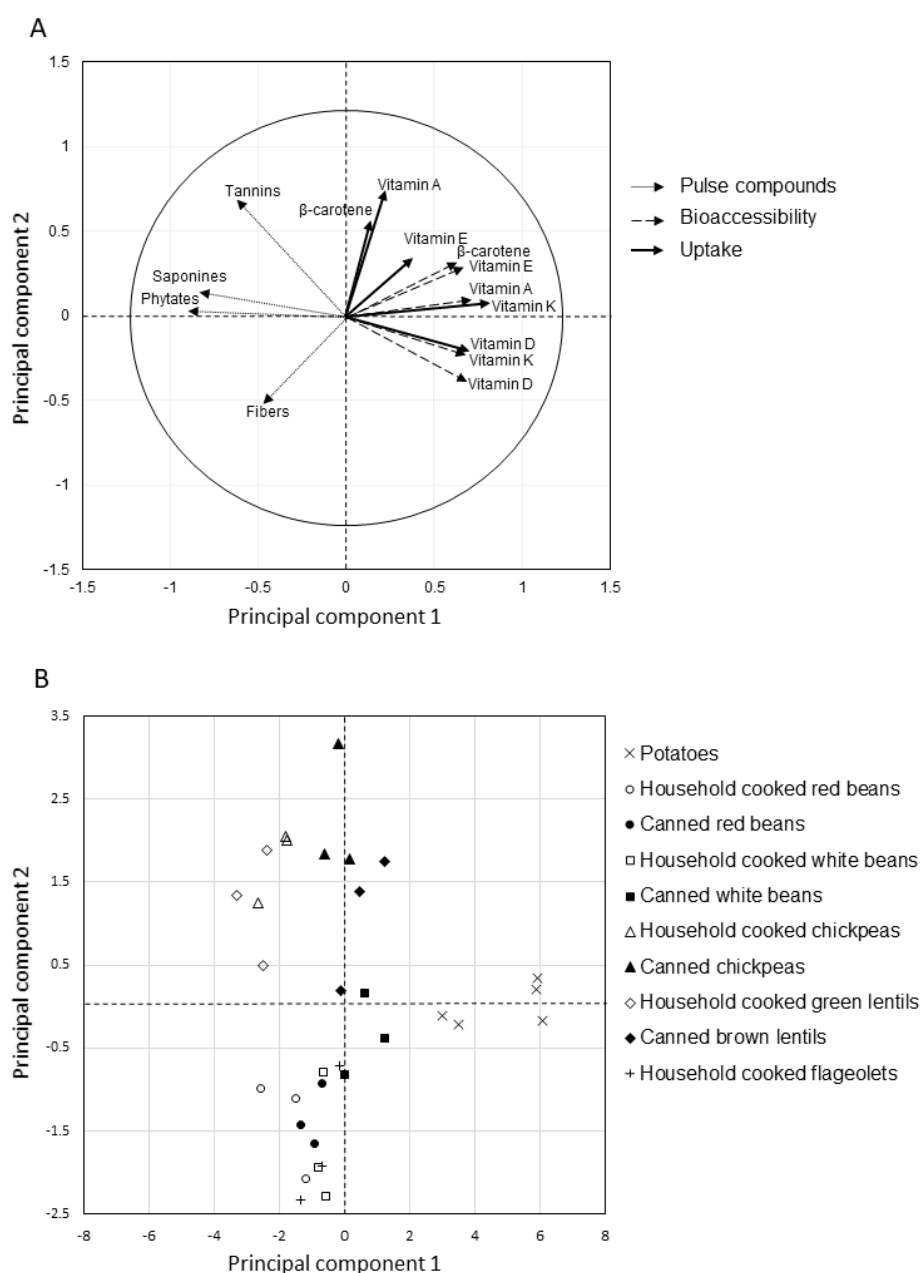 A
Principal component 2
1.5
1
0.5
0
-0.5
-1
-1.5
-1.5
-1
-0.5
0
0.5
1
1.5
Principal component 1
Tannins
Vitamin A
β-carotene
Vitamin E
β-carotene
Vitamin E
Saponines
Phytates
Vitamin A
Vitamin K
Vitamin D
Vitamin K
Vitamin D
Fibers
Pulse compounds
Bioaccessibility
Uptake
B
Principal component 2
3.5
2.5
1.5
0.5
-0.5
-1.5
-2.5
-8
-6
-4
-2
0
2
4
6
8
Principal component 1
Potatoes
Household cooked red beans
Canned red beans
Household cooked white beans
Canned white beans
Household cooked chickpeas
Canned chickpeas
Household cooked green lentils
Canned brown lentils
Household cooked flageolets